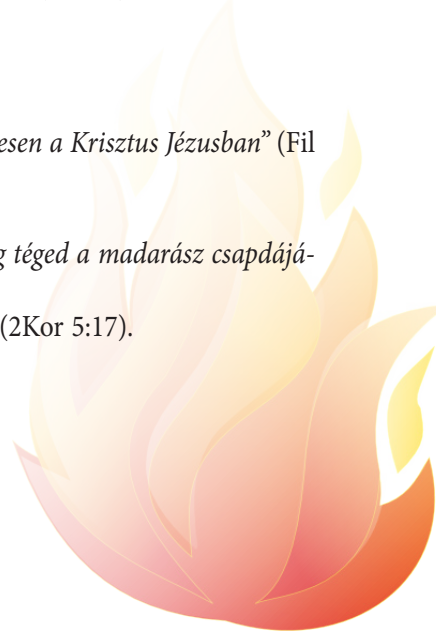 esen a Krisztus Jézusban” (Fil
g téged a madarász csapdájá-
(2Kor 5:17).